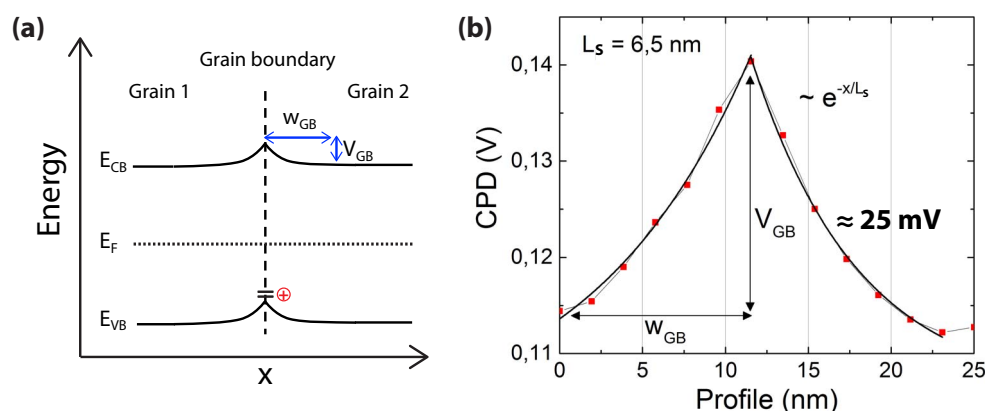 (a)
Grain boundary
Grain 1
Grain 2
w_GB
V_GB
E_CB
E_F
E_VB
⊕
Energy
X
(b)
L_s = 6,5 nm
~ e^-x/L_s
V_GB
≈ 25 mV
w_GB
CPD (V)
0,14
0,13
0,12
0,11
0
5
10
15
20
25
Profile (nm)